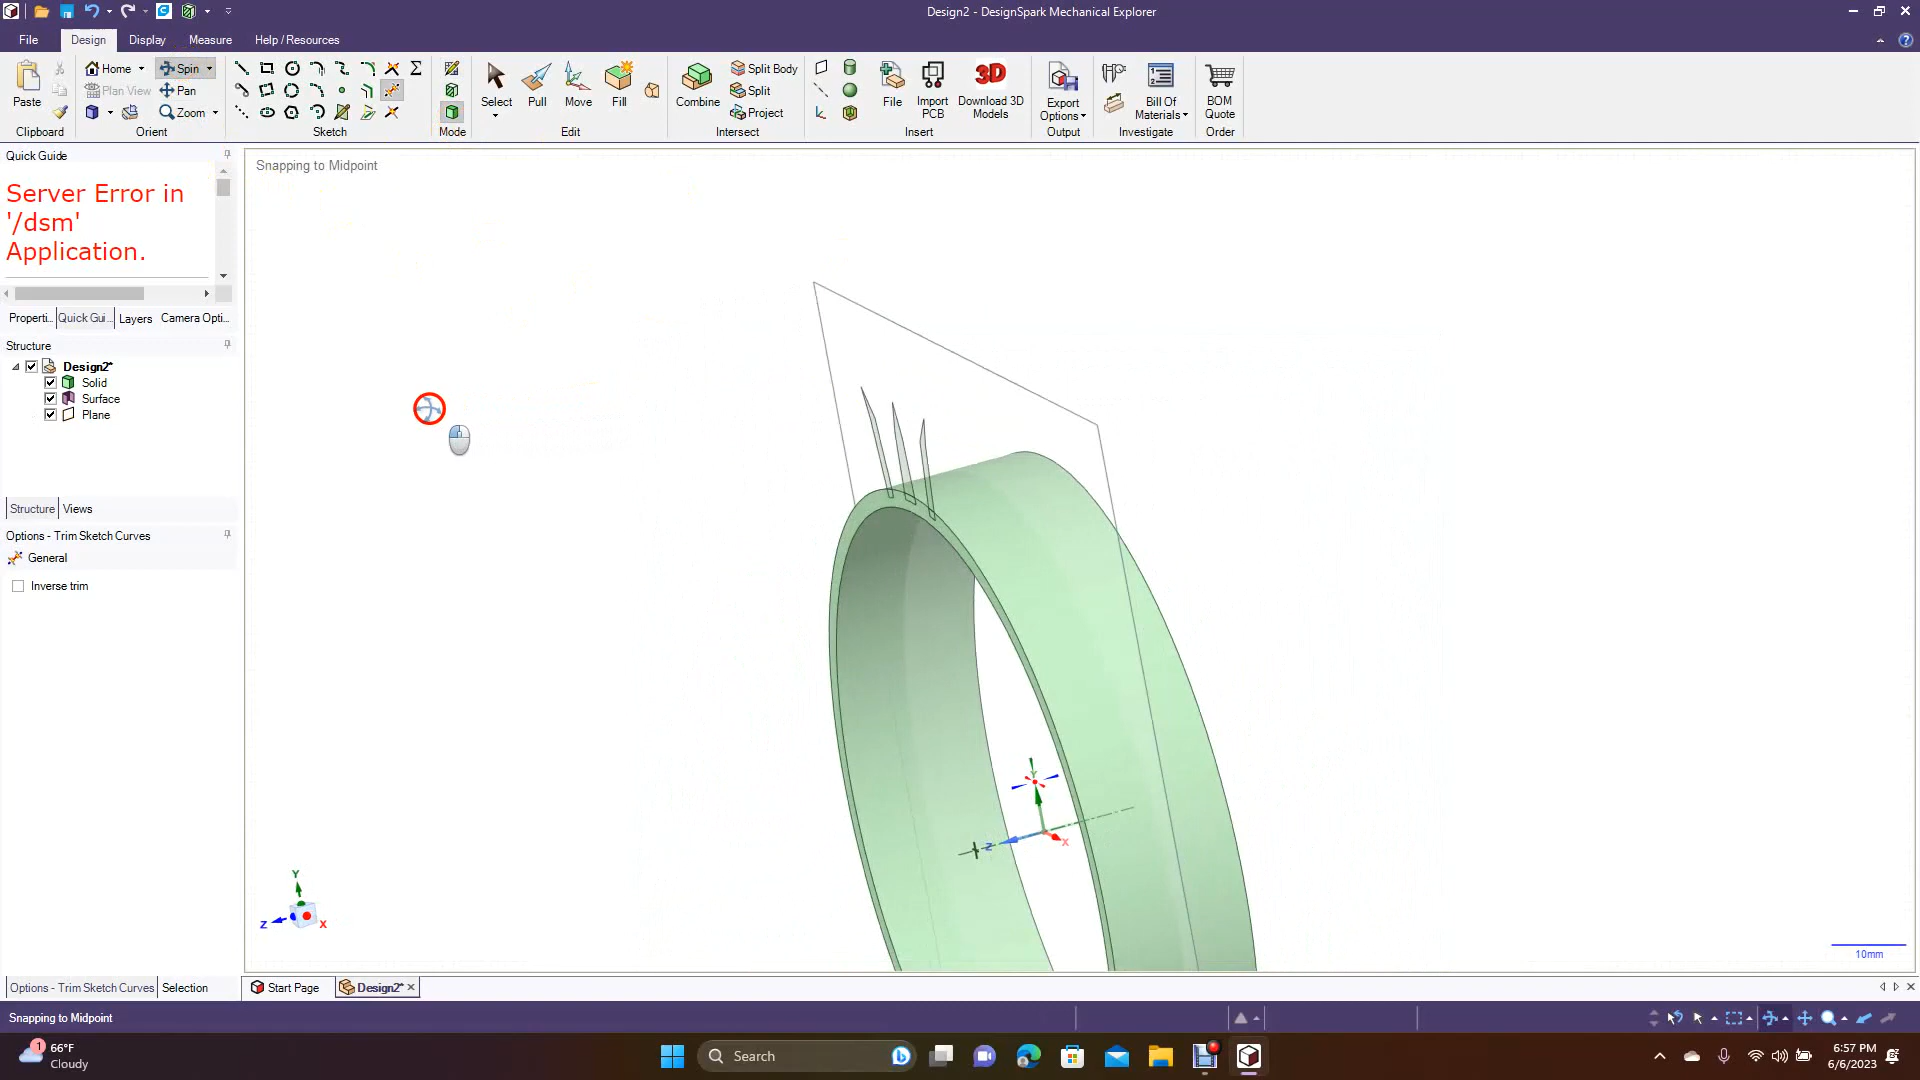 Design2 - DesignSpark Mechanical Explorer
File
Design
Display
Measure
Help / Resources
Paste
Clipboard
Home
Spin
Plan View
Pan
Zoom
Orient
Sketch
Mode
Select
Pull
Move
Fill
Edit
Combine
Split Body
Split
Project
Intersect
File
Import PCB
Download 3D Models
3D
Insert
Export Options
Output
Bill Of Materials
Investigate
BOM Quote
Order
Quick Guide
Server Error in
'/dsm'
Application.
Properti...
Quick Gui...
Layers
Camera Opti...
Structure
Design2*
Solid
Surface
Plane
Structure
Views
Options - Trim Sketch Curves
General
Inverse trim
Options - Trim Sketch Curves
Selection
Snapping to Midpoint
Y
Z
X
Y
Z
X
10mm
Start Page
Design2*
Snapping to Midpoint
1
66°F
Cloudy
Search
6:57 PM
6/6/2023